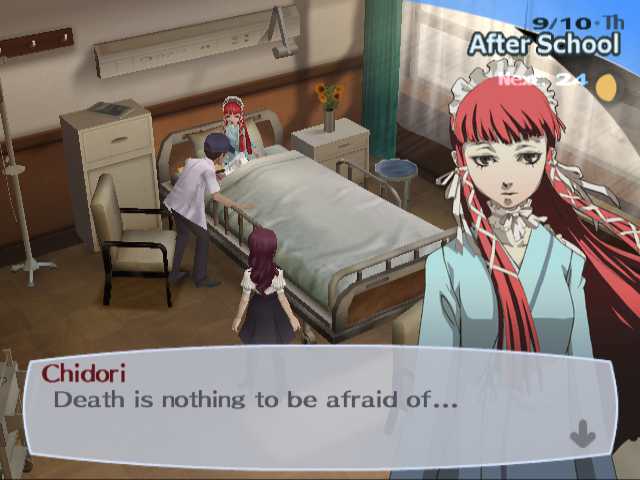 9/10 · Th
After School
Next 24
Chidori
Death is nothing to be afraid of...